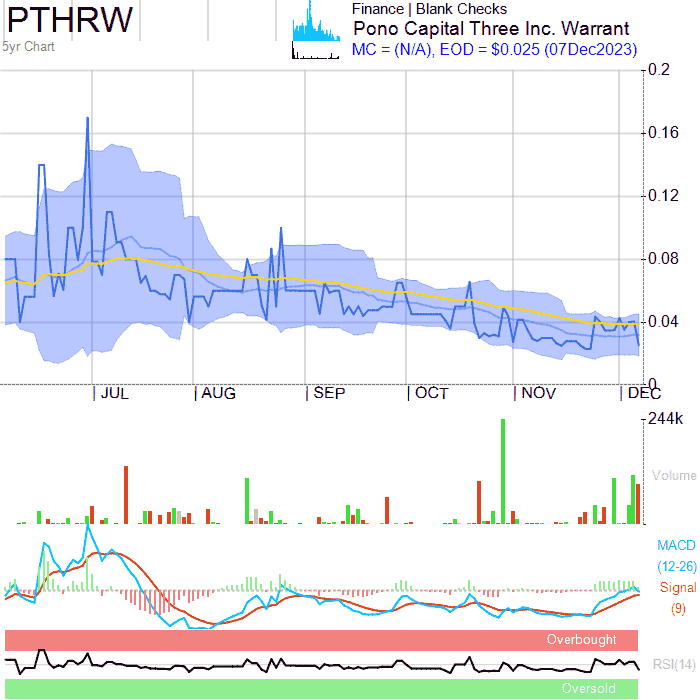 PTHRW
5yr Chart
Finance | Blank Checks
Pono Capital Three Inc. Warrant
MC = (N/A), EOD = $0.025 (07Dec2023)
0.2
0.16
0.12
0.08
0.04
0
JUL AUG SEP OCT NOV DEC
244k
Volume
MACD
(12-26)
Signal
(9)
Overbought
RSI(14)
Oversold